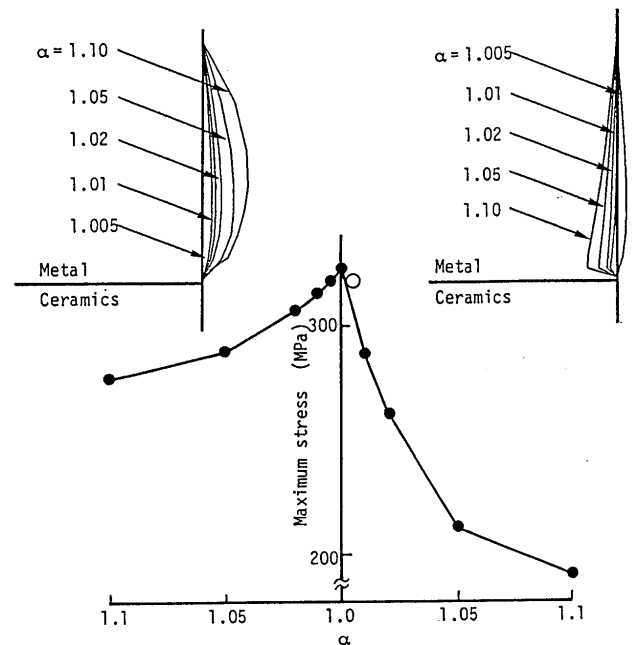 α = 1.10
1.05
1.02
1.01
1.005
Metal
Ceramics
α = 1.005
1.01
1.02
1.05
1.10
Metal
Ceramics
Maximum stress (MPa)
300
200
1.1
1.05
1.0
1.05
1.1
α